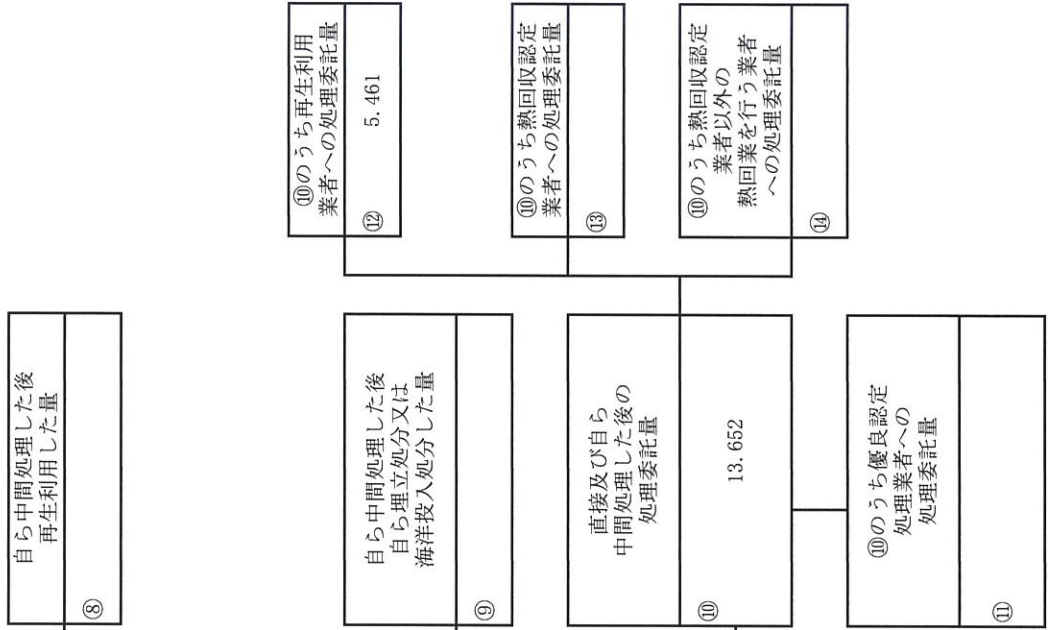 自ら中間処理した後
再生利用した量
⑧
自ら中間処理した後
自ら埋立処分又は
海洋投入処分した量
⑨
直接及び自ら
中間処理した後の
処理委託量
⑩
13.652
⑩のうち優良認定
処理業者への
処理委託量
⑪
⑩のうち再生利用
業者への処理委託量
⑫
5.461
⑩のうち熱回収認定
業者への処理委託量
⑬
⑩のうち熱回収認定
業者以外の
熱回業を行う業者
への処理委託量
⑭